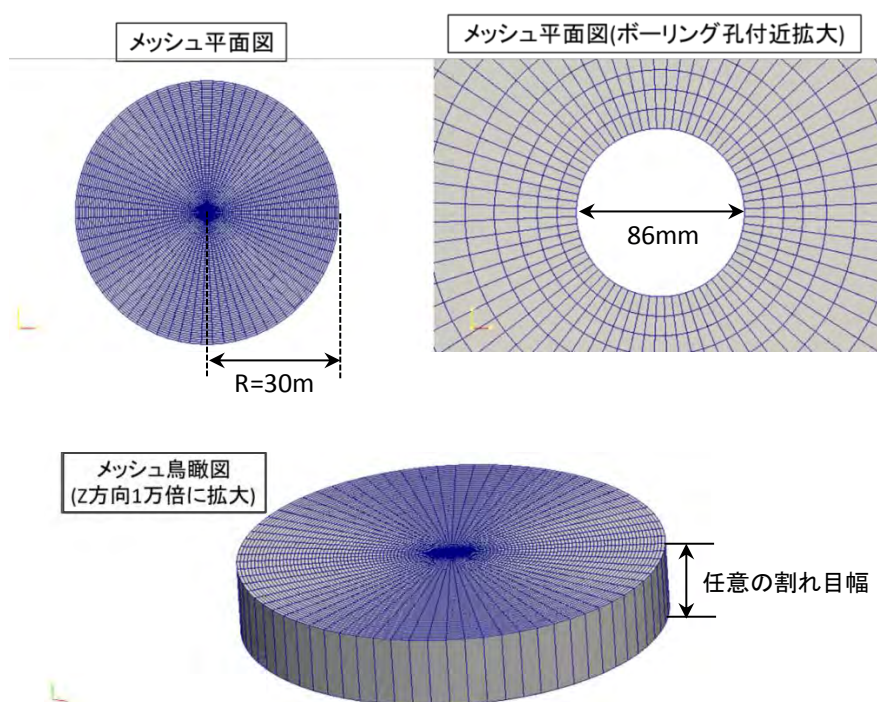 メッシュ平面図
メッシュ平面図(ボーリング孔付近拡大)
86mm
R=30m
メッシュ鳥瞰図
(Z方向1万倍に拡大)
任意の割れ目幅